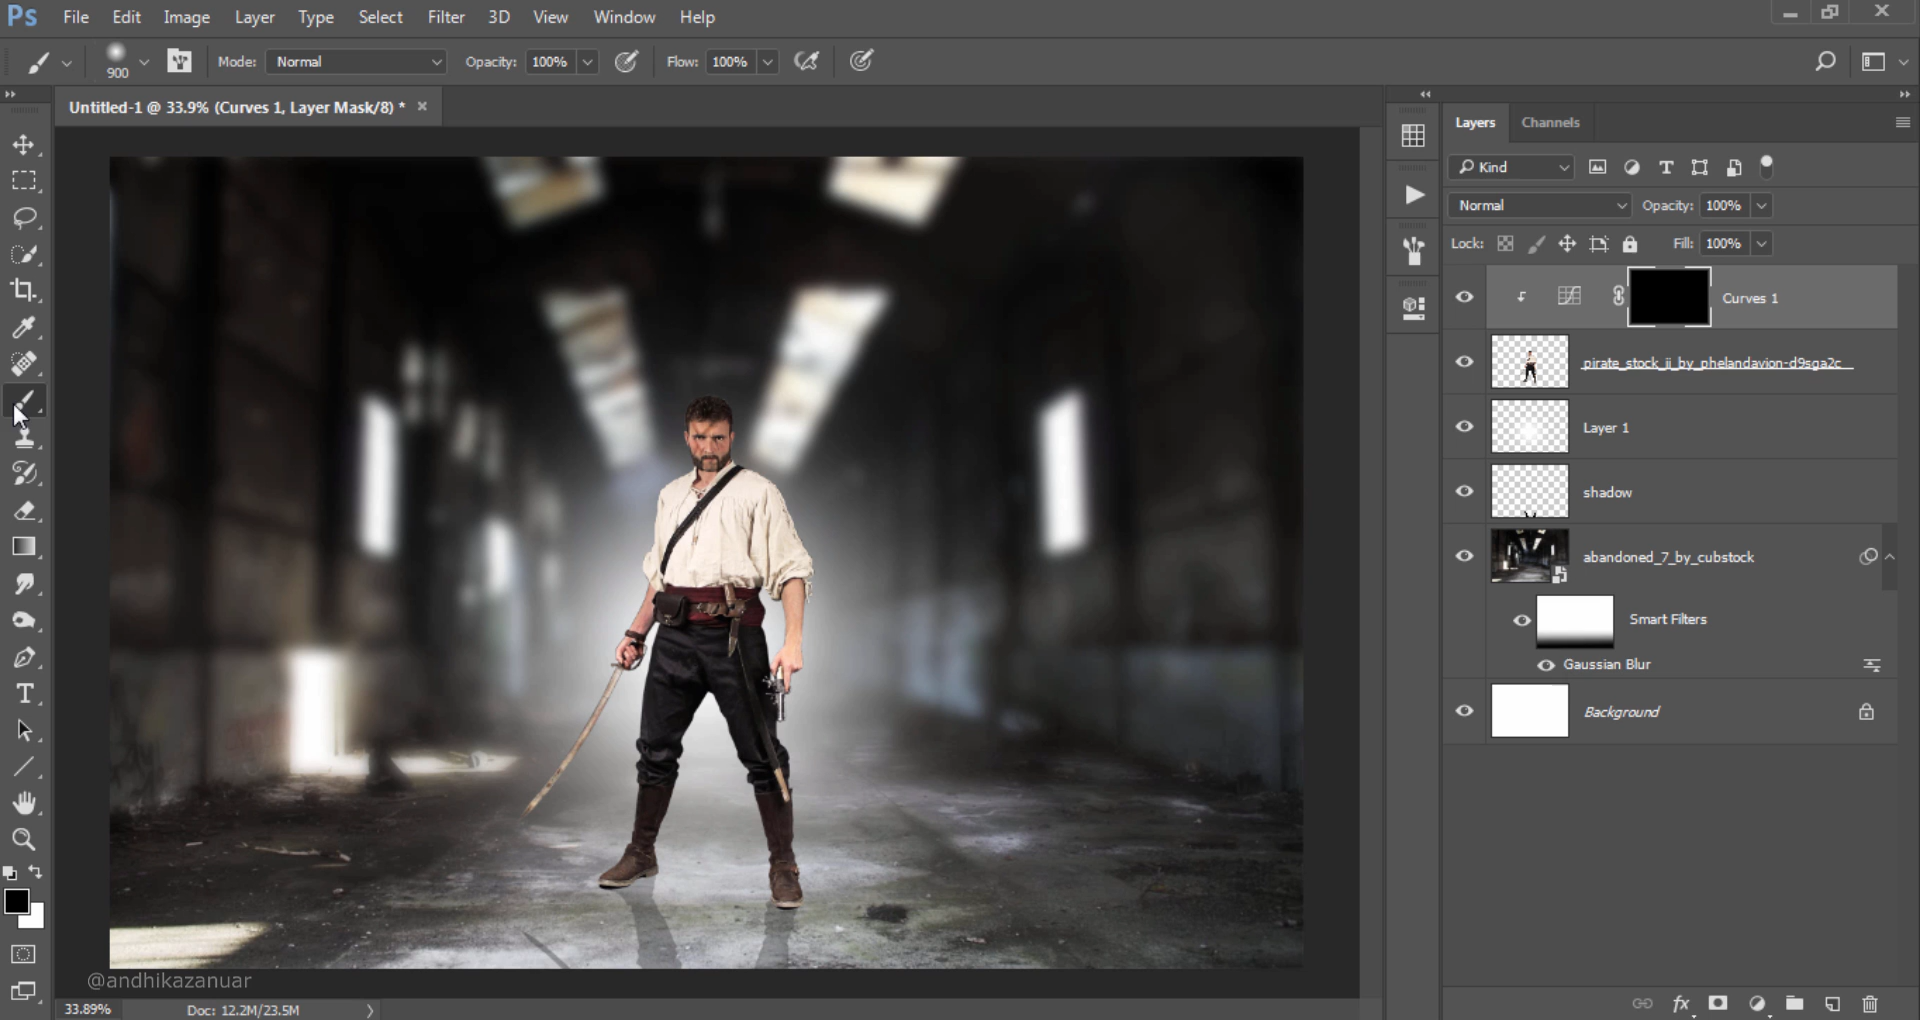 Ps File Edit Image Layer Type Select Filter 3D View Window Help
900 Mode: Normal Opacity: 100% Flow: 100%
Untitled-1 @ 33.9% (Curves 1, Layer Mask/8) *
Layers Channels
Kind
Normal Opacity: 100%
Lock: Fill: 100%
Curves 1
pirate_stock_ii_by_phelandavion-d9sga2c
Layer 1
shadow
abandoned_7_by_cubstock
Smart Filters
Gaussian Blur
Background
@andhikazanuar
33.89% Doc: 12.2M/23.5M